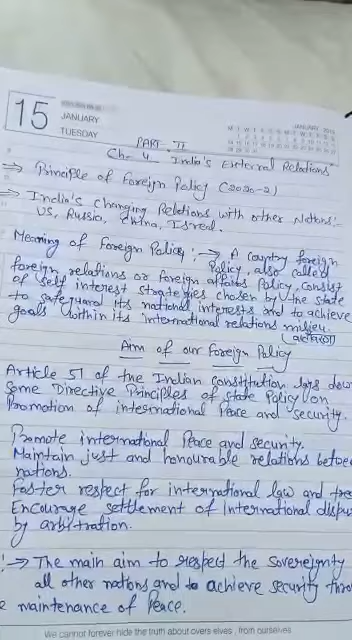 15
JANUARY
TUESDAY
JANUARY
PART - II
Ch- 4 India's External Relations
⇒ Principle of Foreign Policy (2020-21)
⇒ India's changing Relations with other Nations:-
US, Russia, China, Isreal.
Meaning of Foreign Policy :→ A country foreign
Policy, also called
foreign relations or foreign affairs Policy, consist
of self interest strategies chosen by the state
to safeguard its national interests and to achieve
goals within its international relations milieu.
Aim of our Foreign Policy
Article 51 of the Indian constitution lays down
some Directive Principles of state Policy on
Promotion of international Peace and security.
Promote international Peace and security.
Maintain just and honourable relations betwe
nations.
Foster respect for international law and trea
Encourage settlement of International dispu
by arbitration.
:→ The main aim to respect the sovereignty
all other nations and to achieve security thro
maintenance of Peace.
We cannot forever hide the truth about overselves, from ourselves